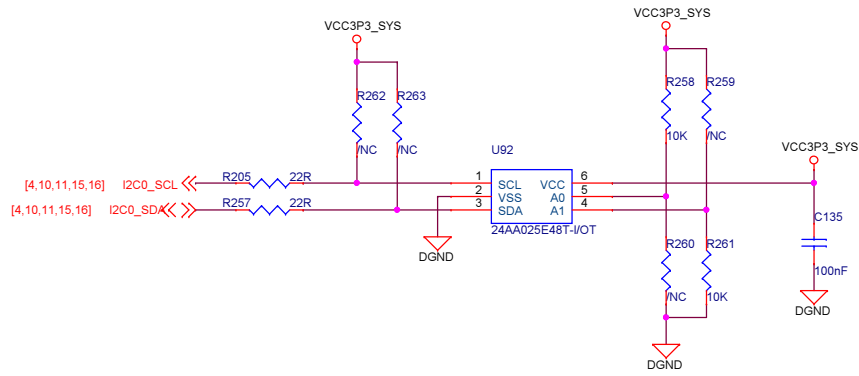 VCC3P3_SYS
VCC3P3_SYS
R262
R263
R258
R259
/NC
/NC
10K
/NC
U92
VCC3P3_SYS
[4,10,11,15,16]
I2C0_SCL
R205
22R
1
SCL
VCC
6
2
VSS
A0
5
[4,10,11,15,16]
I2C0_SDA
R257
22R
3
SDA
A1
4
24AA025E48T-I/OT
DGND
C135
R260
R261
100nF
/NC
10K
DGND
DGND